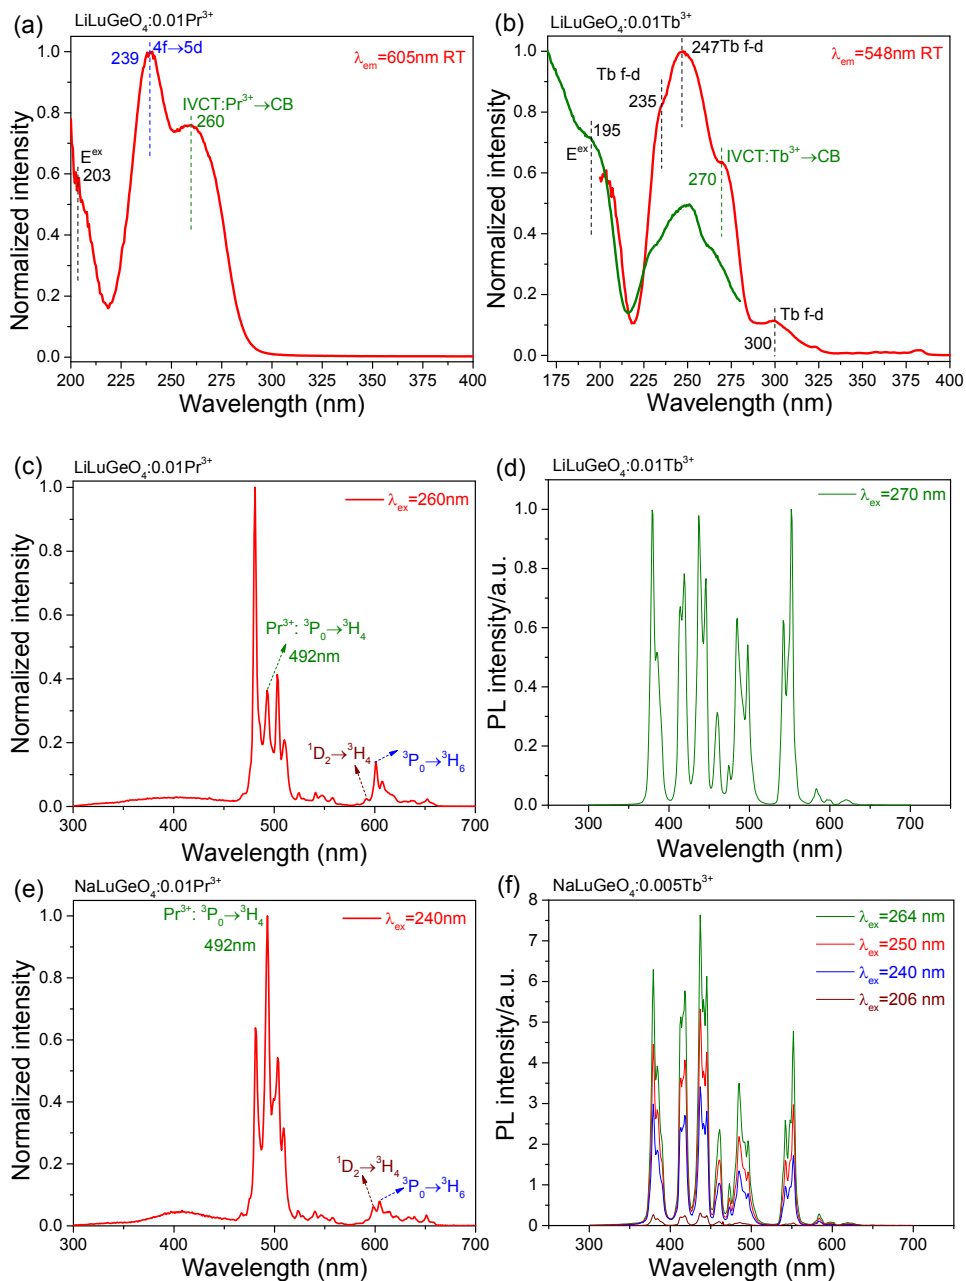 (a)
LiLuGeO4:0.01Pr³⁺
1.0
0.8
0.6
0.4
0.2
0.0
Normalized intensity
239
4f→5d
λem=605nm RT
IVCT:Pr³⁺→CB
260
Eᵉˣ
203
200 225 250 275 300 325 350 375 400
Wavelength (nm)
(b)
LiLuGeO4:0.01Tb³⁺
1.0
0.8
0.6
0.4
0.2
0.0
Normalized intensity
247Tb f-d
λem=548nm RT
Tb f-d
235
195
Eᵉˣ
IVCT:Tb³⁺→CB
270
Tb f-d
300
175 200 225 250 275 300 325 350 375 400
Wavelength (nm)
(c)
LiLuGeO4:0.01Pr³⁺
1.0
0.8
0.6
0.4
0.2
0.0
Normalized intensity
λex=260nm
Pr³⁺: ³P0→³H4
492nm
¹D2→³H4
³P0→³H6
300 400 500 600 700
Wavelength (nm)
(d)
LiLuGeO4:0.01Tb³⁺
1.0
0.8
0.6
0.4
0.2
0.0
PL intensity/a.u.
λex=270 nm
300 400 500 600 700
Wavelength (nm)
(e)
NaLuGeO4:0.01Pr³⁺
1.0
0.8
0.6
0.4
0.2
0.0
Normalized intensity
Pr³⁺: ³P0→³H4
492nm
λex=240nm
¹D2→³H4
³P0→³H6
300 400 500 600 700
Wavelength (nm)
(f)
NaLuGeO4:0.005Tb³⁺
8
7
6
5
4
3
2
1
0
PL intensity/a.u.
λex=264 nm
λex=250 nm
λex=240 nm
λex=206 nm
300 400 500 600 700
Wavelength (nm)